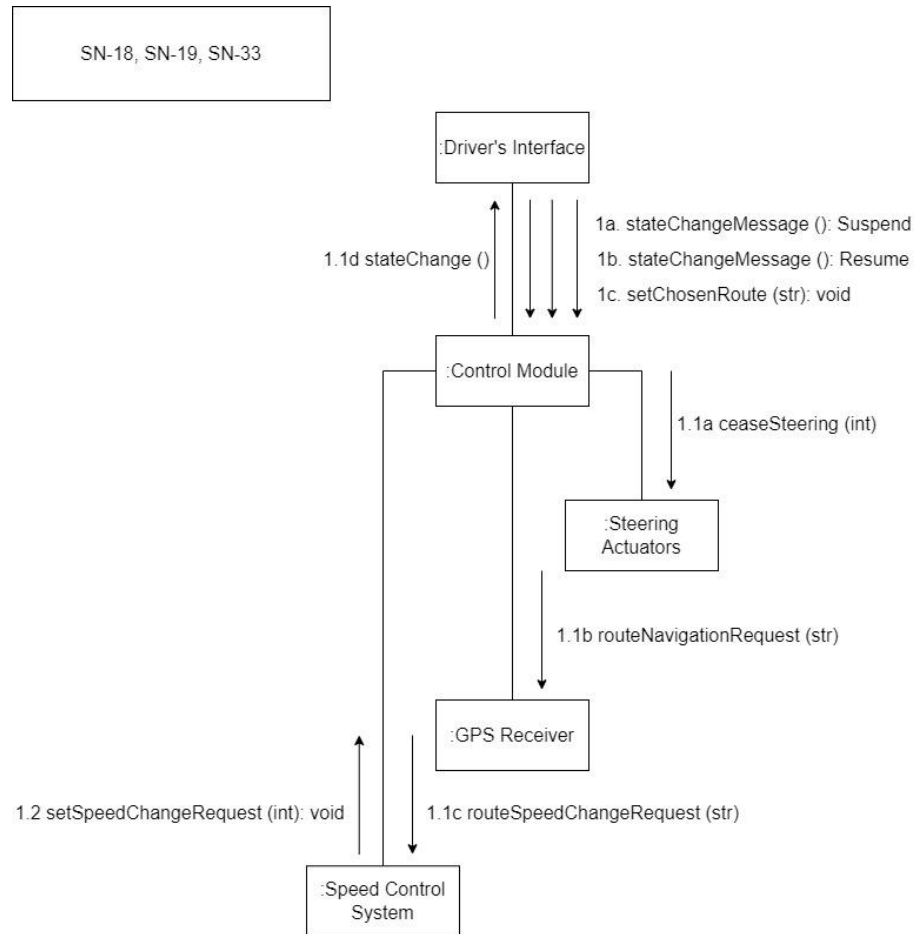 SN-18, SN-19, SN-33
:Driver's Interface
1a. stateChangeMessage (): Suspend
1.1d stateChange ()
1b. stateChangeMessage (): Resume
1c. setChosenRoute (str): void
:Control Module
1.1a ceaseSteering (int)
:Steering
Actuators
1.1b routeNavigationRequest (str)
:GPS Receiver
1.2 setSpeedChangeRequest (int): void
1.1c routeSpeedChangeRequest (str)
:Speed Control
System